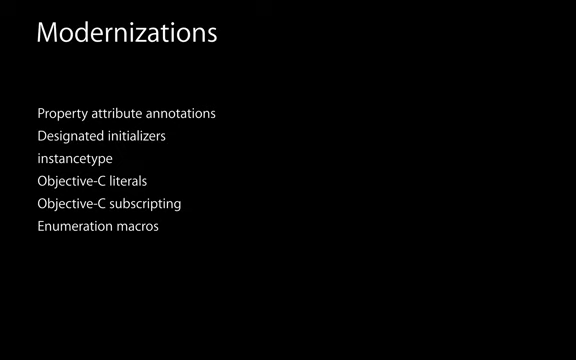 Modernizations
Property attribute annotations
Designated initializers
instancetype
Objective-C literals
Objective-C subscripting
Enumeration macros